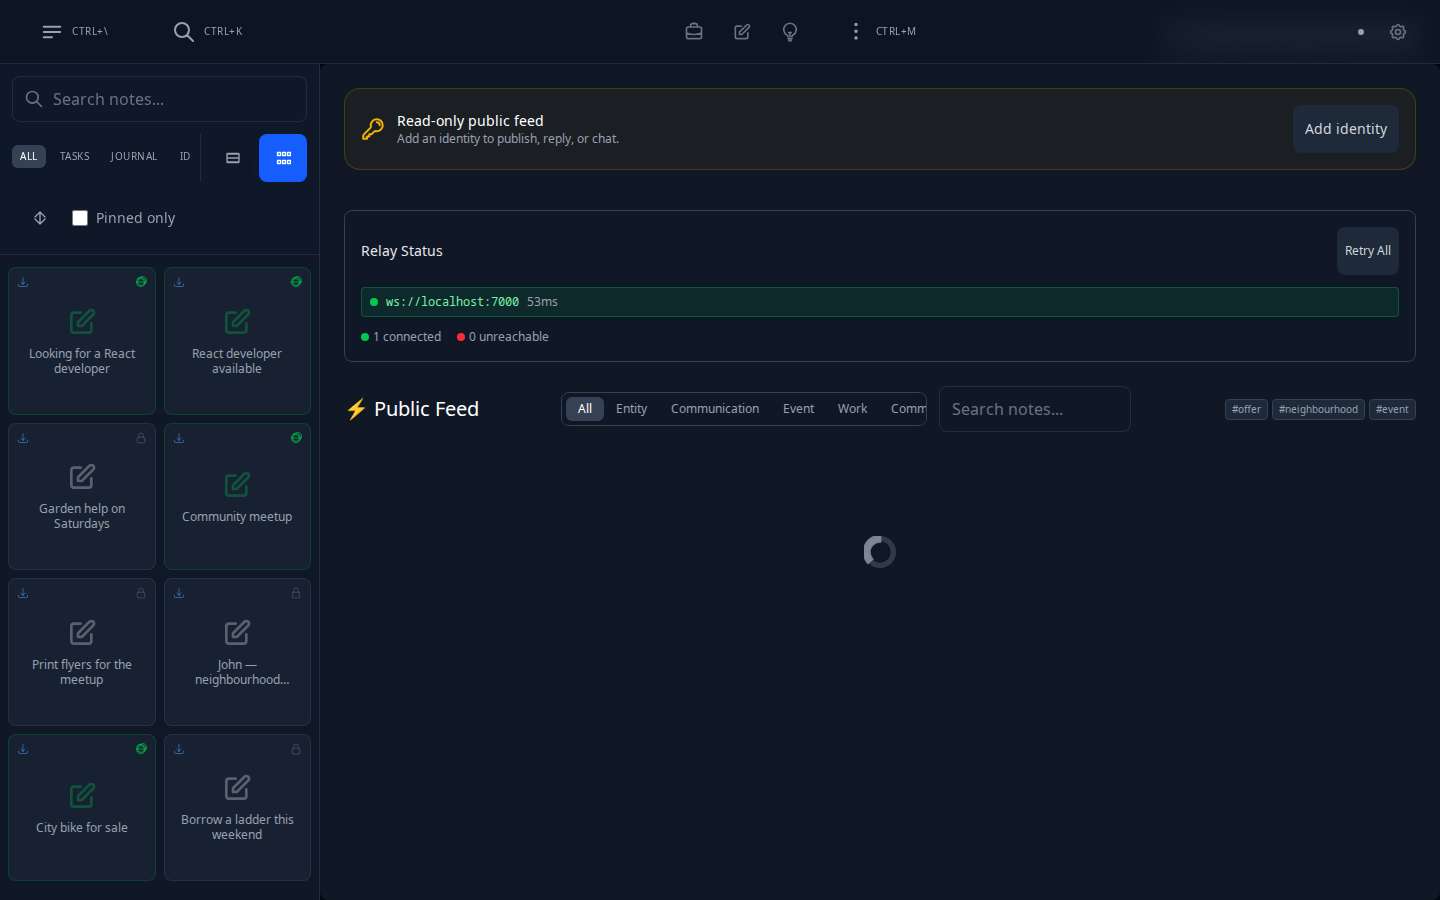 CTRL+\
CTRL+K
CTRL+M
Search notes...
ALL
TASKS
JOURNAL
ID
Pinned only
Looking for a React
developer
React developer
available
Garden help on
Saturdays
Community meetup
Print flyers for the
meetup
John —
neighbourhood...
City bike for sale
Borrow a ladder this
weekend
Read-only public feed
Add an identity to publish, reply, or chat.
Add identity
Relay Status
Retry All
ws://localhost:7000 53ms
1 connected
0 unreachable
⚡ Public Feed
All
Entity
Communication
Event
Work
Comm
Search notes...
#offer
#neighbourhood
#event